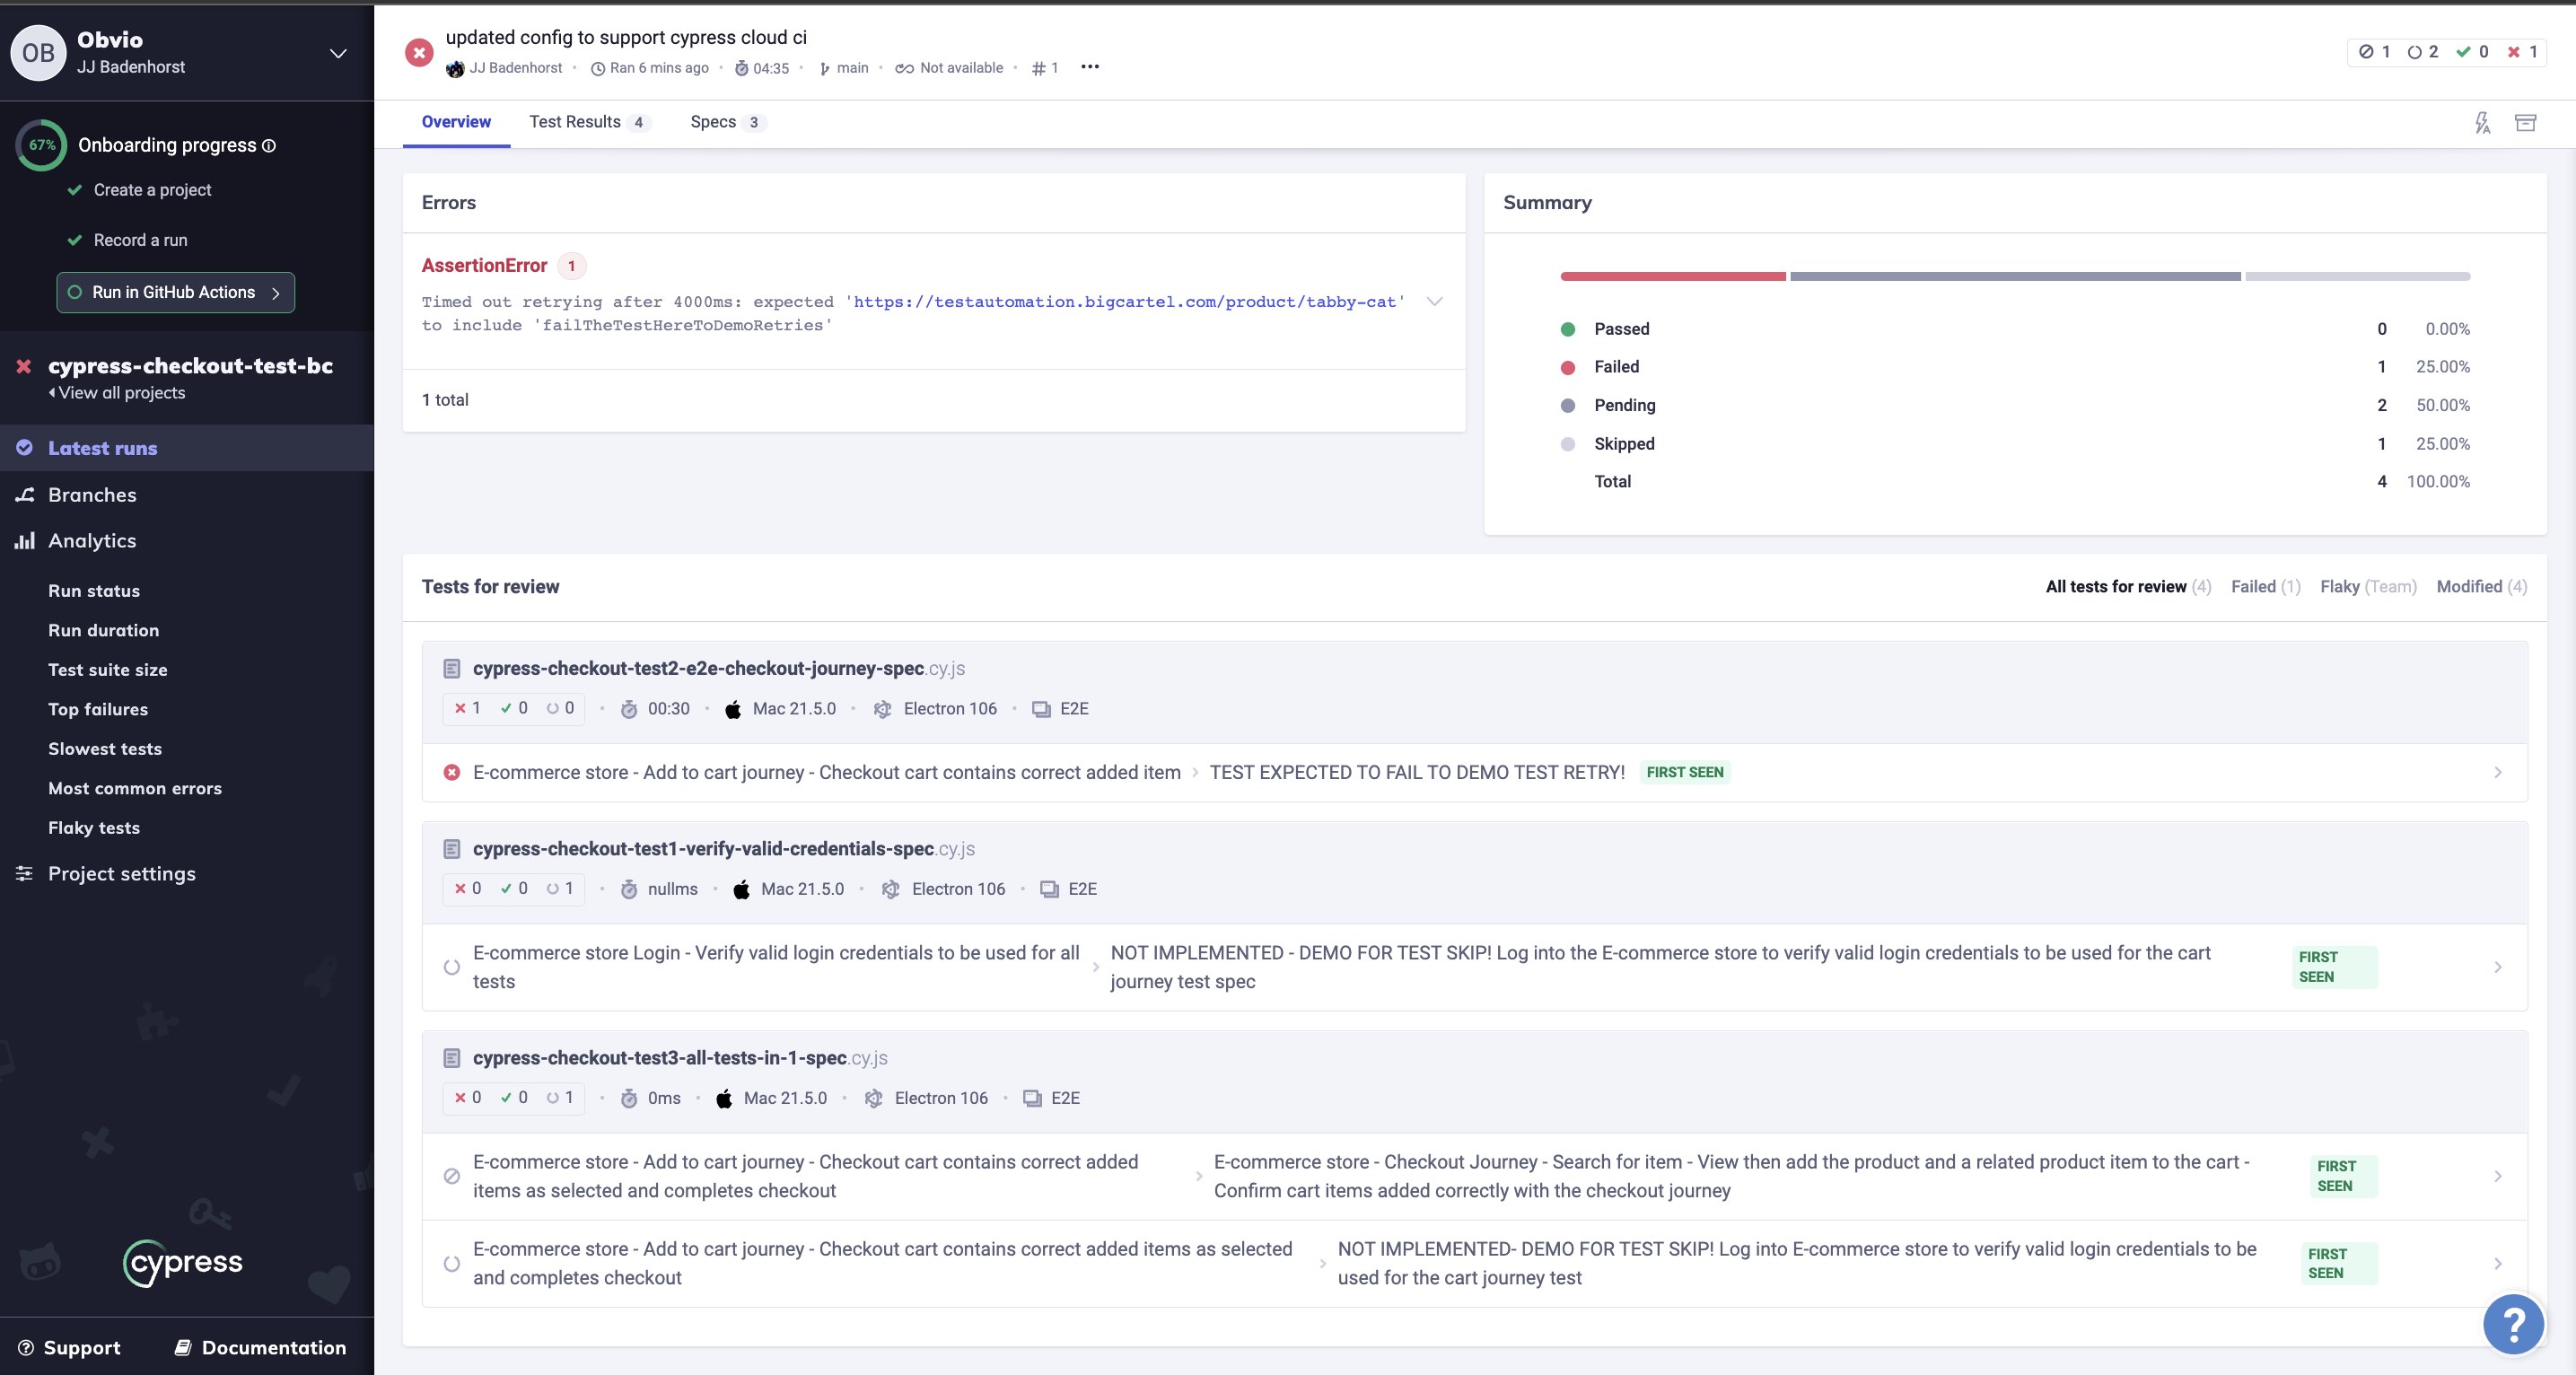 OB
Obvio
JJ Badenhorst
67%
Onboarding progress
Create a project
Record a run
Run in GitHub Actions
cypress-checkout-test-bc
View all projects
Latest runs
Branches
Analytics
Run status
Run duration
Test suite size
Top failures
Slowest tests
Most common errors
Flaky tests
Project settings
cypress
Support
Documentation
updated config to support cypress cloud ci
JJ Badenhorst · Ran 6 mins ago · 04:35 · main · Not available · # 1 ···
1 2 0 1
Overview
Test Results 4
Specs 3
Errors
AssertionError 1
Timed out retrying after 4000ms: expected 'https://testautomation.bigcartel.com/product/tabby-cat'
to include 'failTheTestHereToDemoRetries'
1 total
Summary
Passed 0 0.00%
Failed 1 25.00%
Pending 2 50.00%
Skipped 1 25.00%
Total 4 100.00%
Tests for review
All tests for review (4) Failed (1) Flaky (Team) Modified (4)
cypress-checkout-test2-e2e-checkout-journey-spec.cy.js
1 0 0 · 00:30 · Mac 21.5.0 · Electron 106 · E2E
E-commerce store - Add to cart journey - Checkout cart contains correct added item
TEST EXPECTED TO FAIL TO DEMO TEST RETRY!
FIRST SEEN
cypress-checkout-test1-verify-valid-credentials-spec.cy.js
0 0 1 · nullms · Mac 21.5.0 · Electron 106 · E2E
E-commerce store Login - Verify valid login credentials to be used for all
tests
NOT IMPLEMENTED - DEMO FOR TEST SKIP! Log into the E-commerce store to verify valid login credentials to be used for the cart
journey test spec
FIRST
SEEN
cypress-checkout-test3-all-tests-in-1-spec.cy.js
0 0 1 · 0ms · Mac 21.5.0 · Electron 106 · E2E
E-commerce store - Add to cart journey - Checkout cart contains correct added
items as selected and completes checkout
E-commerce store - Checkout Journey - Search for item - View then add the product and a related product item to the cart -
Confirm cart items added correctly with the checkout journey
FIRST
SEEN
E-commerce store - Add to cart journey - Checkout cart contains correct added items as selected
and completes checkout
NOT IMPLEMENTED- DEMO FOR TEST SKIP! Log into E-commerce store to verify valid login credentials to be
used for the cart journey test
FIRST
SEEN
?